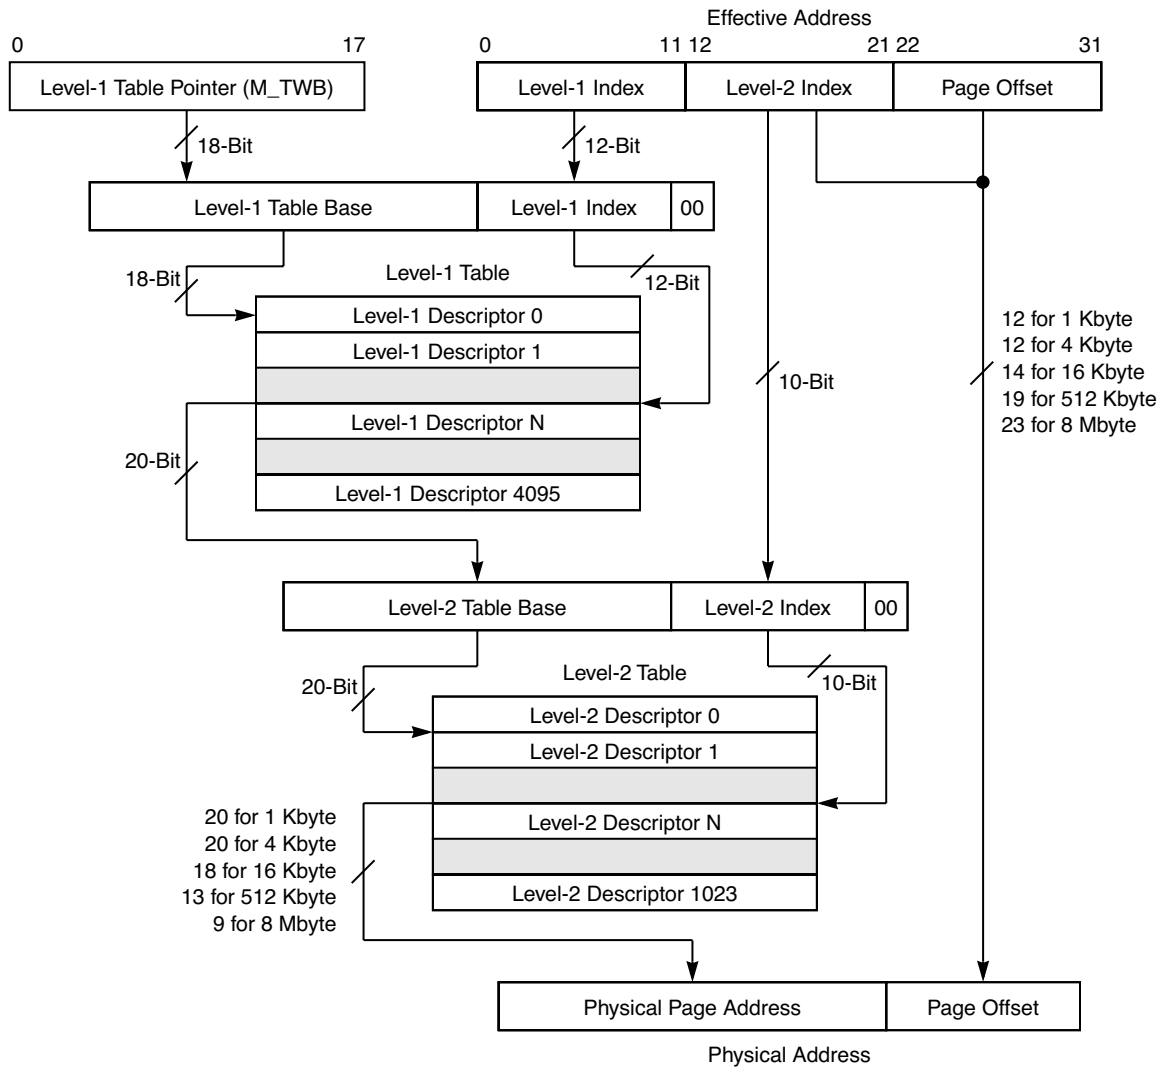 Effective Address
0 17 0 11 12 21 22 31
Level-1 Table Pointer (M_TWB) Level-1 Index Level-2 Index Page Offset
18-Bit 12-Bit
Level-1 Table Base Level-1 Index 00
18-Bit Level-1 Table 12-Bit
Level-1 Descriptor 0
Level-1 Descriptor 1
Level-1 Descriptor N
Level-1 Descriptor 4095
20-Bit
10-Bit
12 for 1 Kbyte
12 for 4 Kbyte
14 for 16 Kbyte
19 for 512 Kbyte
23 for 8 Mbyte
Level-2 Table Base Level-2 Index 00
20-Bit Level-2 Table 10-Bit
Level-2 Descriptor 0
Level-2 Descriptor 1
Level-2 Descriptor N
Level-2 Descriptor 1023
20 for 1 Kbyte
20 for 4 Kbyte
18 for 16 Kbyte
13 for 512 Kbyte
9 for 8 Mbyte
Physical Page Address Page Offset
Physical Address